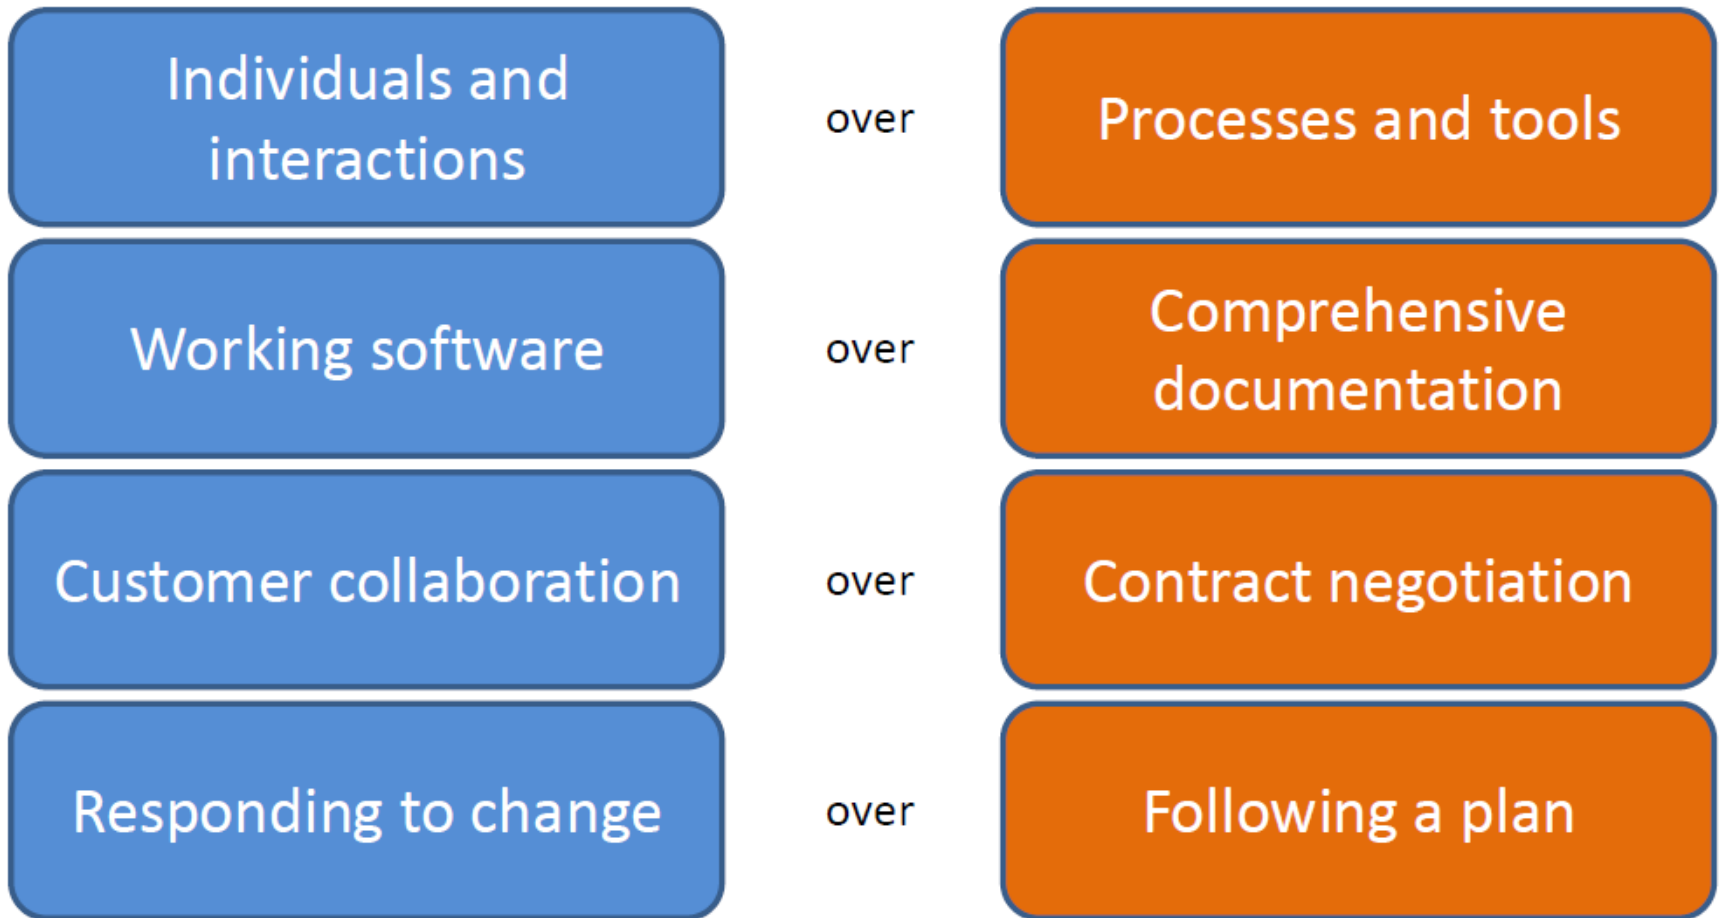 Individuals and
interactions
over
Processes and tools
Working software
over
Comprehensive
documentation
Customer collaboration
over
Contract negotiation
Responding to change
over
Following a plan